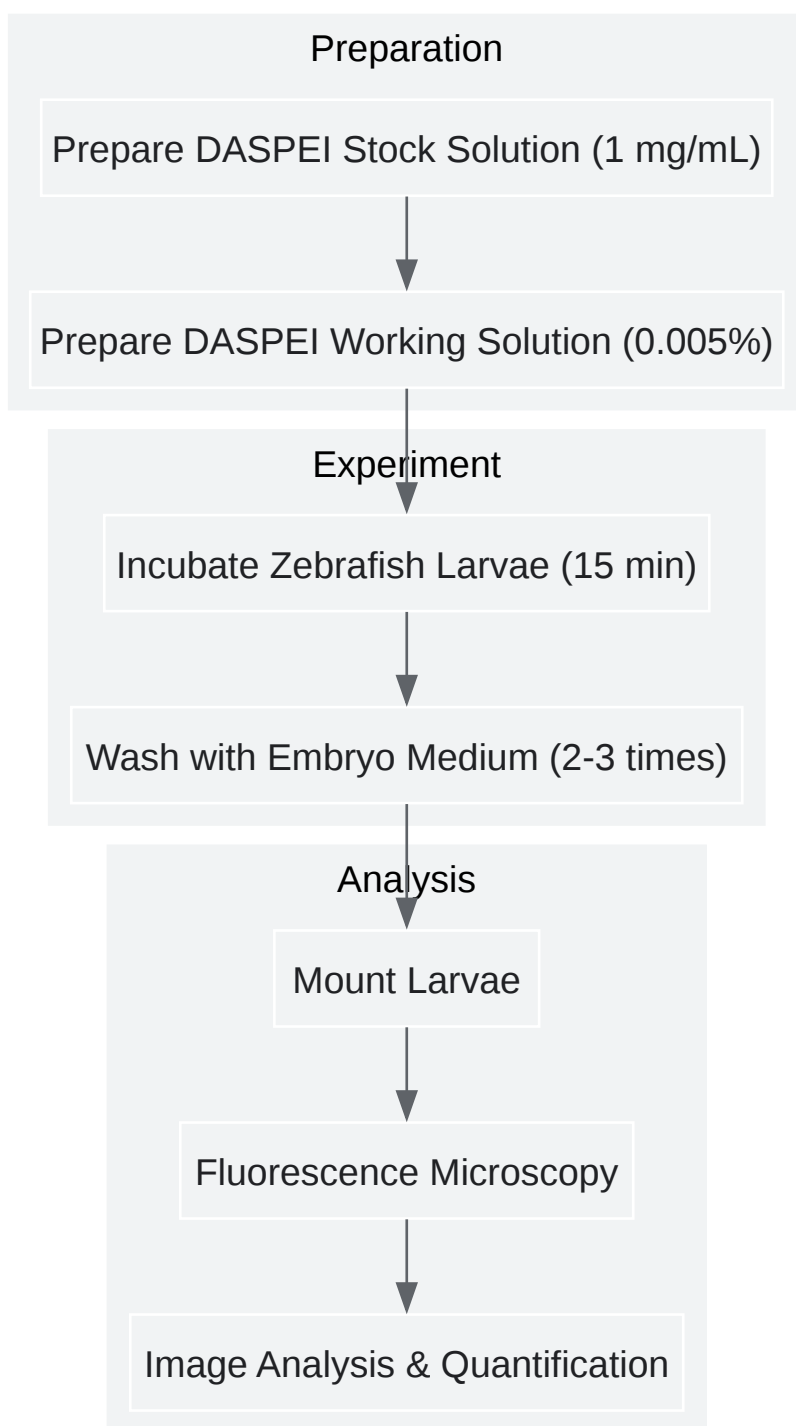 Preparation
Prepare DASPEI Stock Solution (1 mg/mL)
Prepare DASPEI Working Solution (0.005%)
Experiment
Incubate Zebrafish Larvae (15 min)
Wash with Embryo Medium (2-3 times)
Analysis
Mount Larvae
Fluorescence Microscopy
Image Analysis & Quantification